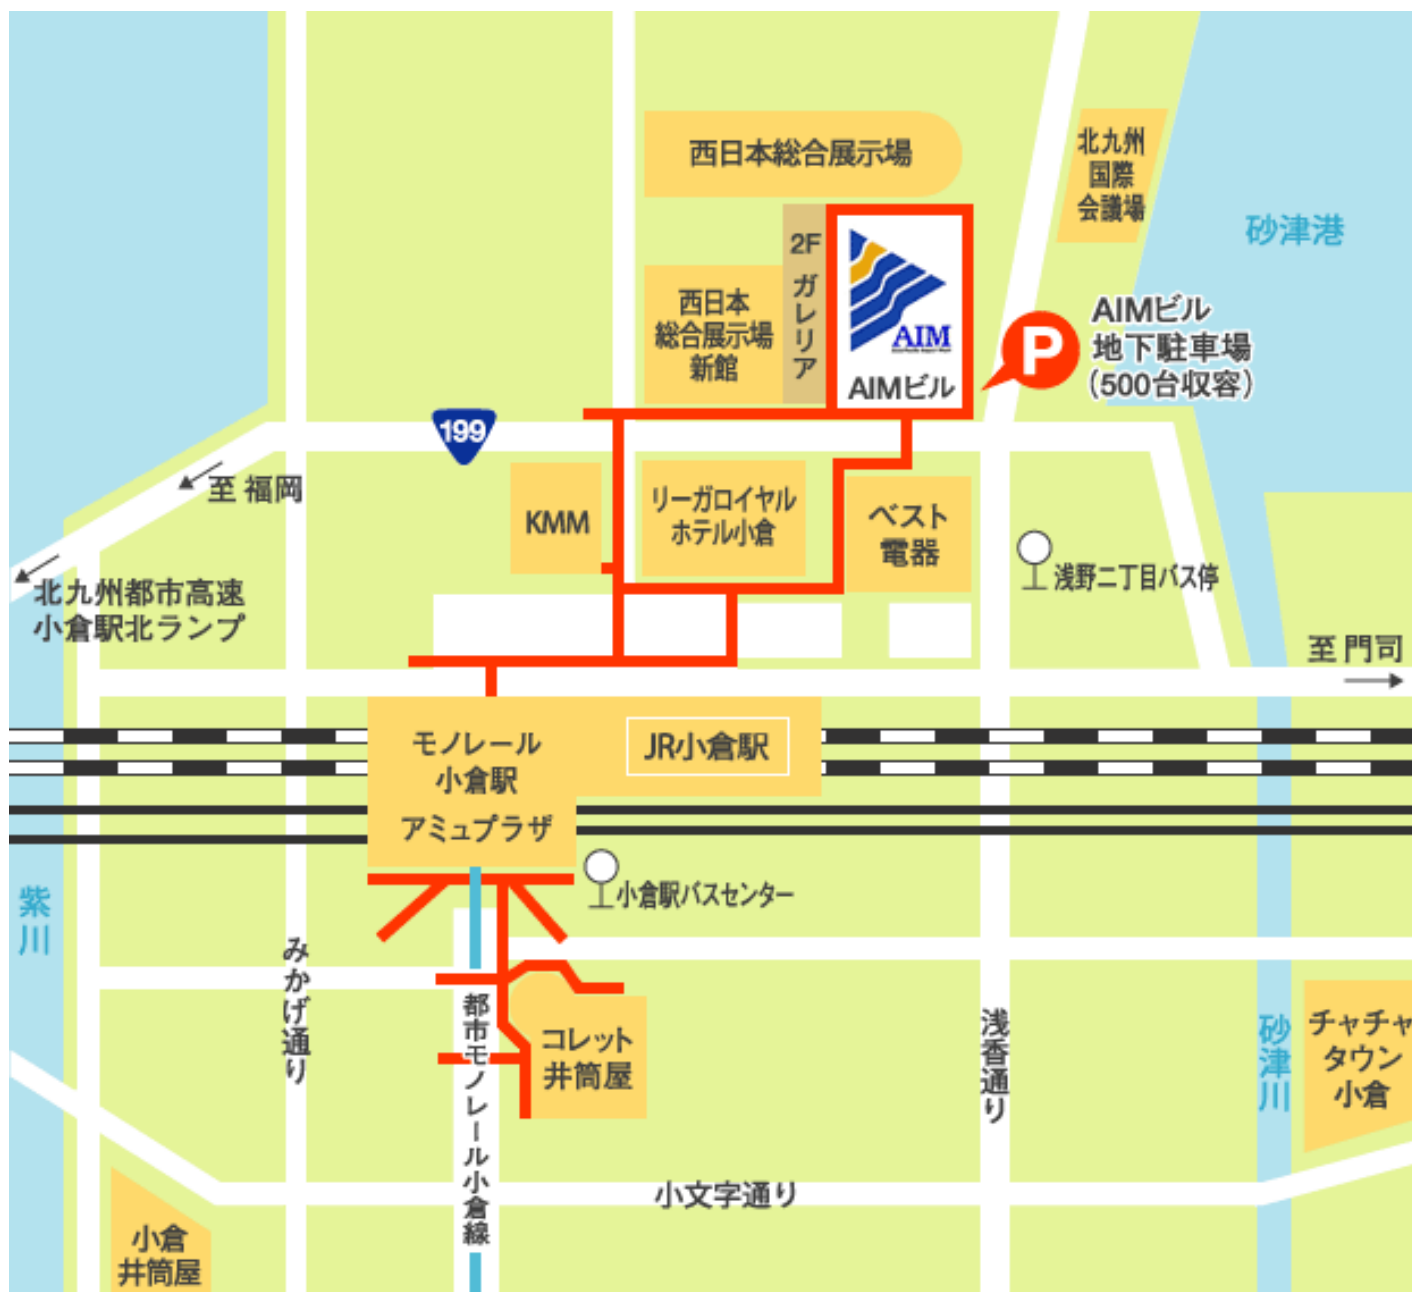 西日本総合展示場
北九州
国際
会議場
砂津港
2F ガレリア
AIM
AIMビル
西日本
総合展示場
新館
P
AIMビル
地下駐車場
(500台収容)
199
至 福岡
KMM
リーガロイヤル
ホテル小倉
ベスト
電器
浅野二丁目バス停
北九州都市高速
小倉駅北ランプ
至 門司
モノレール
小倉駅
JR小倉駅
アミュプラザ
小倉駅バスセンター
紫川
みかげ通り
都市モノレール小倉線
コレット
井筒屋
浅香通り
砂津川
チャチャ
タウン
小倉
小文字通り
小倉
井筒屋